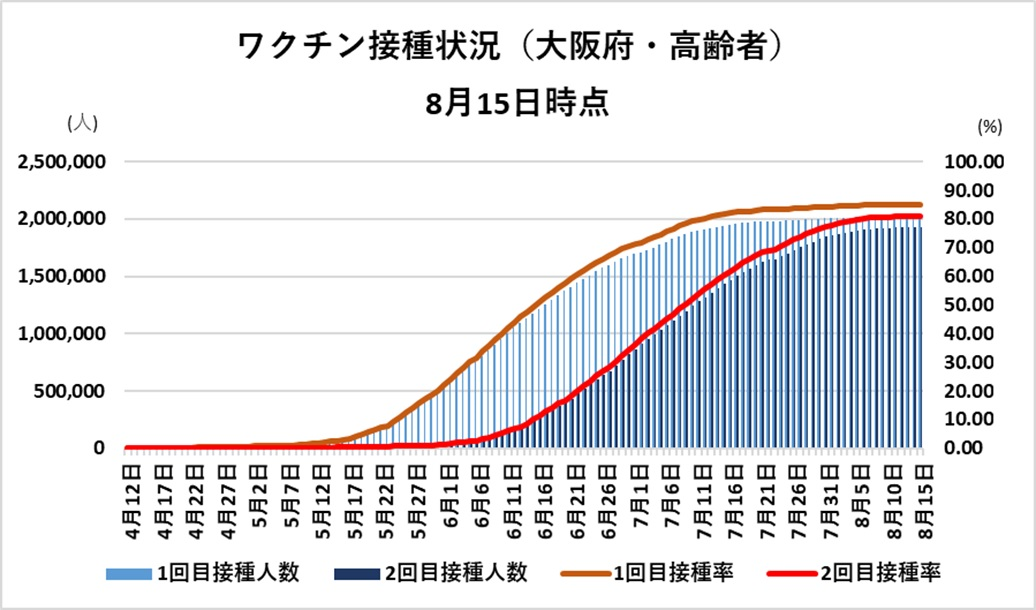 ワクチン接種状況（大阪府・高齢者）
8月15日時点
(人)
(%)
2,500,000
2,000,000
1,500,000
1,000,000
500,000
0
100.00
90.00
80.00
70.00
60.00
50.00
40.00
30.00
20.00
10.00
0.00
4月12日
4月17日
4月22日
4月27日
5月2日
5月7日
5月12日
5月17日
5月22日
5月27日
6月1日
6月6日
6月11日
6月16日
6月21日
6月26日
7月1日
7月6日
7月11日
7月16日
7月21日
7月26日
7月31日
8月5日
8月10日
8月15日
1回目接種人数
2回目接種人数
1回目接種率
2回目接種率